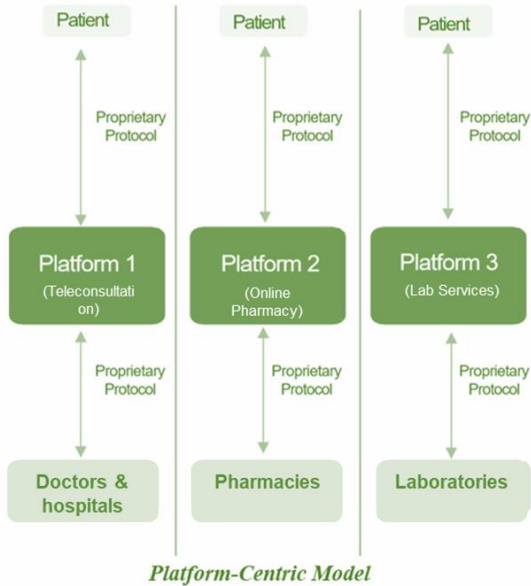 Patient
Patient
Patient
Proprietary
Protocol
Proprietary
Protocol
Proprietary
Protocol
Platform 1
(Teleconsultati
on)
Platform 2
(Online
Pharmacy)
Platform 3
(Lab Services)
Proprietary
Protocol
Proprietary
Protocol
Proprietary
Protocol
Doctors &
hospitals
Pharmacies
Laboratories
Platform-Centric Model